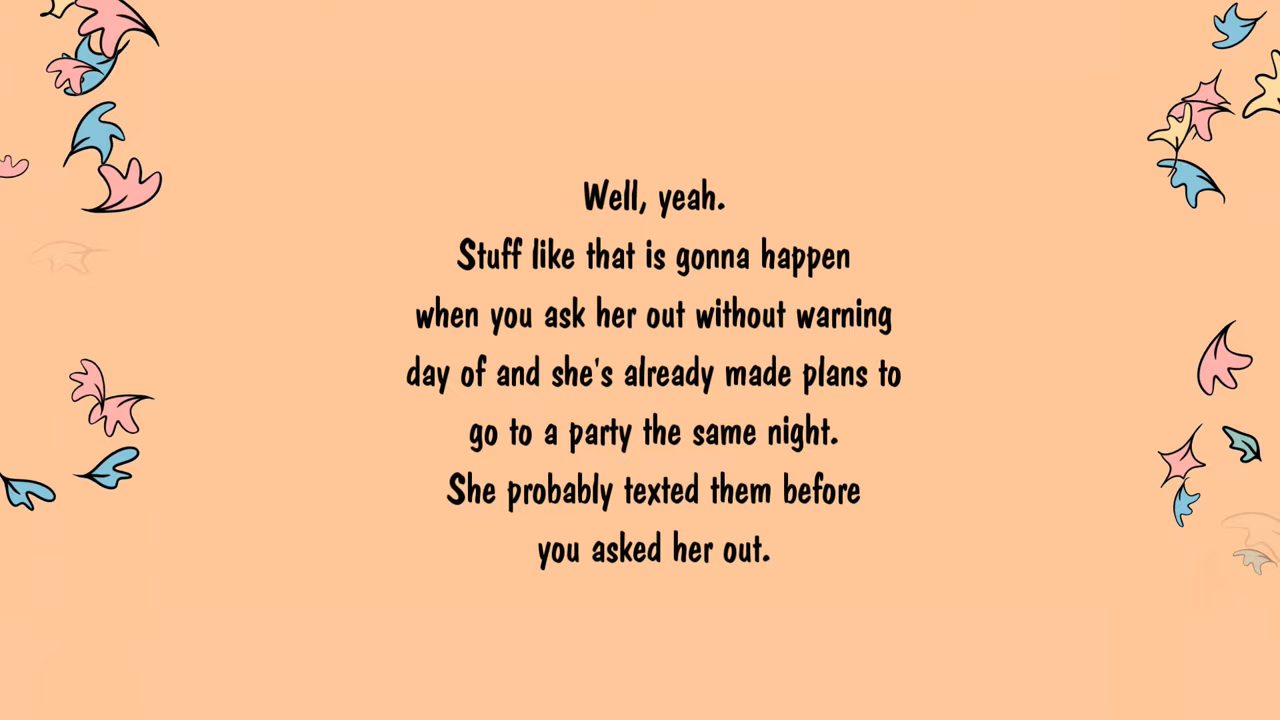 Well, yeah.
Stuff like that is gonna happen
when you ask her out without warning
day of and she's already made plans to
go to a party the same night.
She probably texted them before
you asked her out.